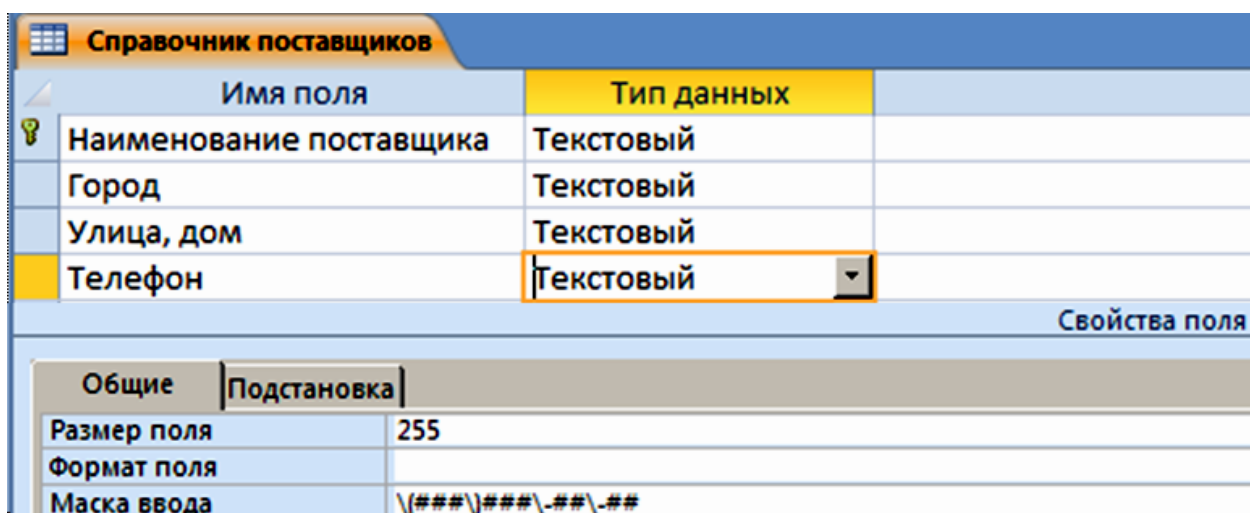 Справочник поставщиков
Имя поля Тип данных
Наименование поставщика Текстовый
Город Текстовый
Улица, дом Текстовый
Телефон Текстовый
Свойства поля
Общие Подстановка
Размер поля 255
Формат поля
Маска ввода \(###\)###\-##\-##